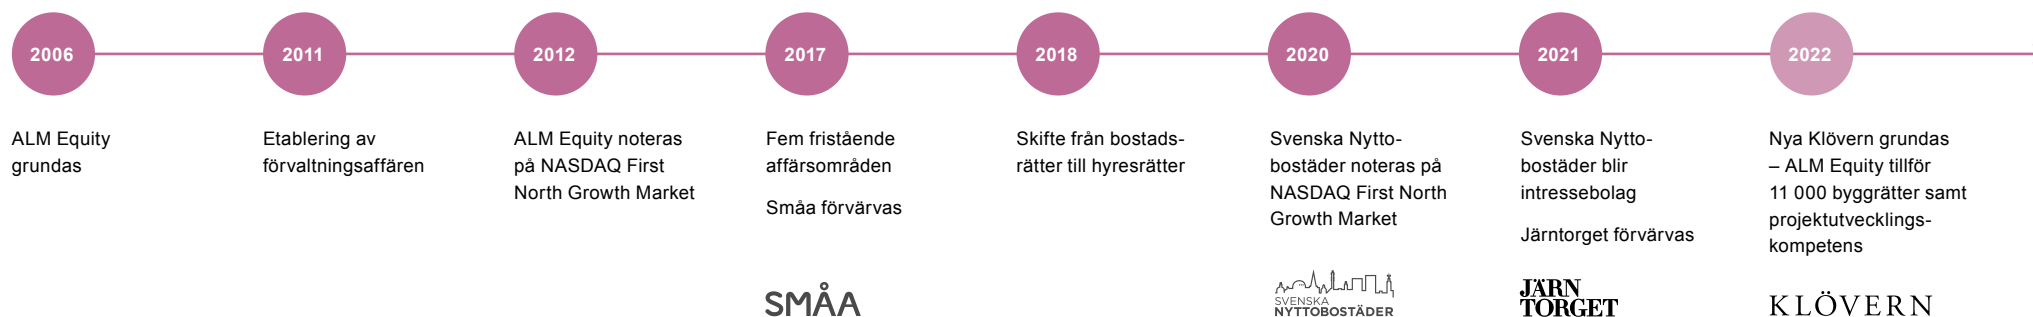 2006
ALM Equity
grundas
2011
Etablering av
förvaltningsaffären
2012
ALM Equity noteras
på NASDAQ First
North Growth Market
2017
Fem fristående
affärsområden
Småa förvärvas
SMÅA
2018
Skifte från bostads-
rätter till hyresrätter
2020
Svenska Nytto-
bostäder noteras på
NASDAQ First North
Growth Market
SVENSKA
NYTTOBOSTÄDER
2021
Svenska Nytto-
bostäder blir
intressebolag
Järntorget förvärvas
JÄRN
TORGET
2022
Nya Klövern grundas
– ALM Equity tillför
11 000 byggrätter samt
projektutvecklings-
kompetens
KLÖVERN